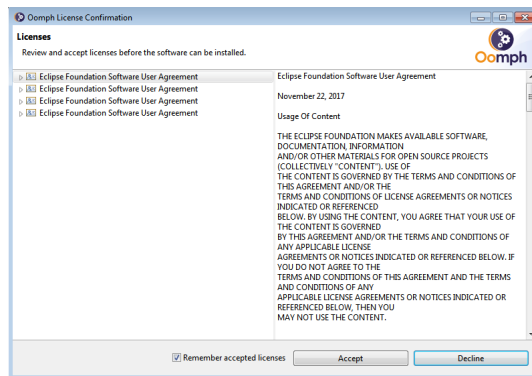 Oomph License Confirmation
Licenses
Review and accept licenses before the software can be installed.
Oomph
Eclipse Foundation Software User Agreement
Eclipse Foundation Software User Agreement
Eclipse Foundation Software User Agreement
Eclipse Foundation Software User Agreement
Eclipse Foundation Software User Agreement
November 22, 2017
Usage Of Content
THE ECLIPSE FOUNDATION MAKES AVAILABLE SOFTWARE,
DOCUMENTATION, INFORMATION
AND/OR OTHER MATERIALS FOR OPEN SOURCE PROJECTS
(COLLECTIVELY "CONTENT"). USE OF
THE CONTENT IS GOVERNED BY THE TERMS AND CONDITIONS OF
THIS AGREEMENT AND/OR THE
TERMS AND CONDITIONS OF LICENSE AGREEMENTS OR NOTICES
INDICATED OR REFERENCED
BELOW. BY USING THE CONTENT, YOU AGREE THAT YOUR USE OF
THE CONTENT IS GOVERNED
BY THIS AGREEMENT AND/OR THE TERMS AND CONDITIONS OF
ANY APPLICABLE LICENSE
AGREEMENTS OR NOTICES INDICATED OR REFERENCED BELOW. IF
YOU DO NOT AGREE TO THE
TERMS AND CONDITIONS OF THIS AGREEMENT AND THE TERMS
AND CONDITIONS OF ANY
APPLICABLE LICENSE AGREEMENTS OR NOTICES INDICATED OR
REFERENCED BELOW, THEN YOU
MAY NOT USE THE CONTENT.
Remember accepted licenses
Accept
Decline